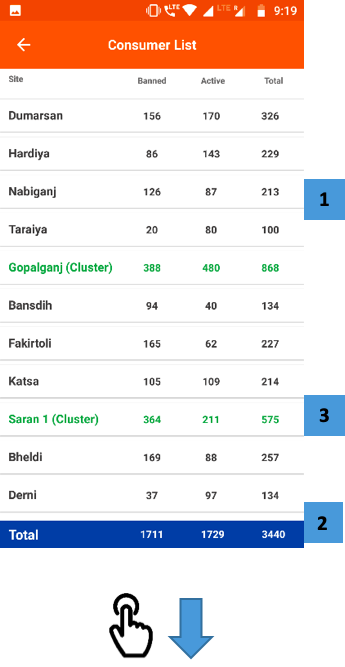 LTE LTE R 9:19
Consumer List
Site Banned Active Total
Dumarsan 156 170 326
Hardiya 86 143 229
Nabiganj 126 87 213
1
Taraiya 20 80 100
Gopalganj (Cluster) 388 480 868
Bansdih 94 40 134
Fakirtoli 165 62 227
Katsa 105 109 214
Saran 1 (Cluster) 364 211 575
3
Bheldi 169 88 257
Derni 37 97 134
2
Total 1711 1729 3440